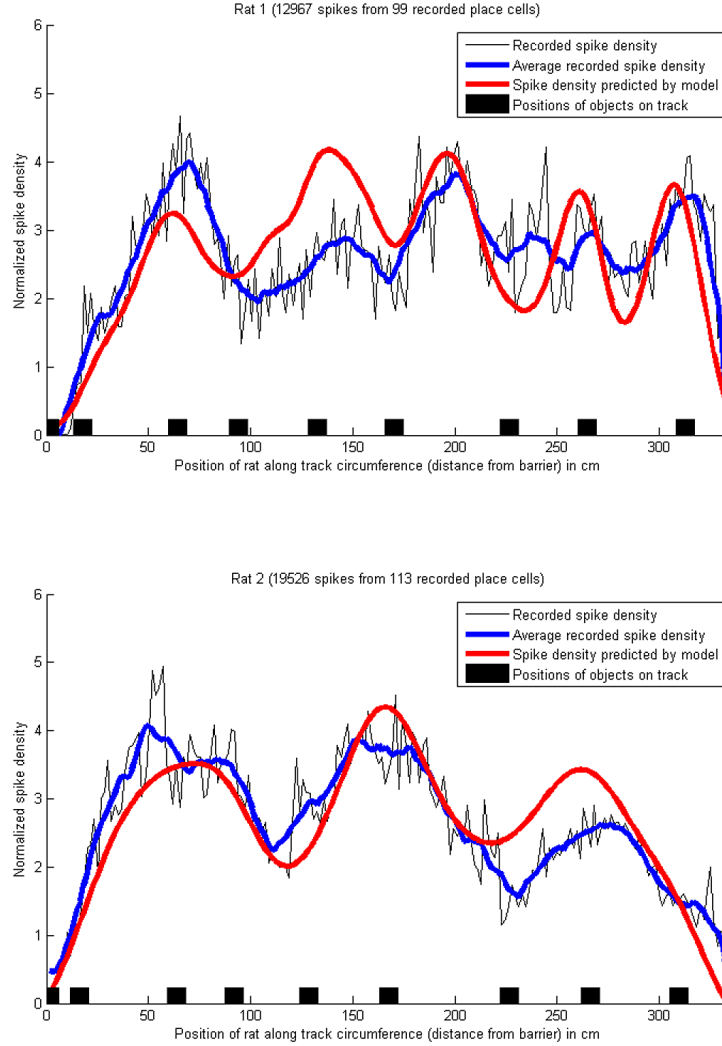 Rat 1 (12967 spikes from 99 recorded place cells)
6
Recorded spike density
Average recorded spike density
5
Spike density predicted by model
Positions of objects on track
4
Normalized spike density
3
2
1
0
0 50 100 150 200 250 300
Position of rat along track circumference (distance from barrier) in cm
Rat 2 (19526 spikes from 113 recorded place cells)
6
Recorded spike density
Average recorded spike density
5
Spike density predicted by model
Positions of objects on track
4
Normalized spike density
3
2
1
0
0 50 100 150 200 250 300
Position of rat along track circumference (distance from barrier) in cm